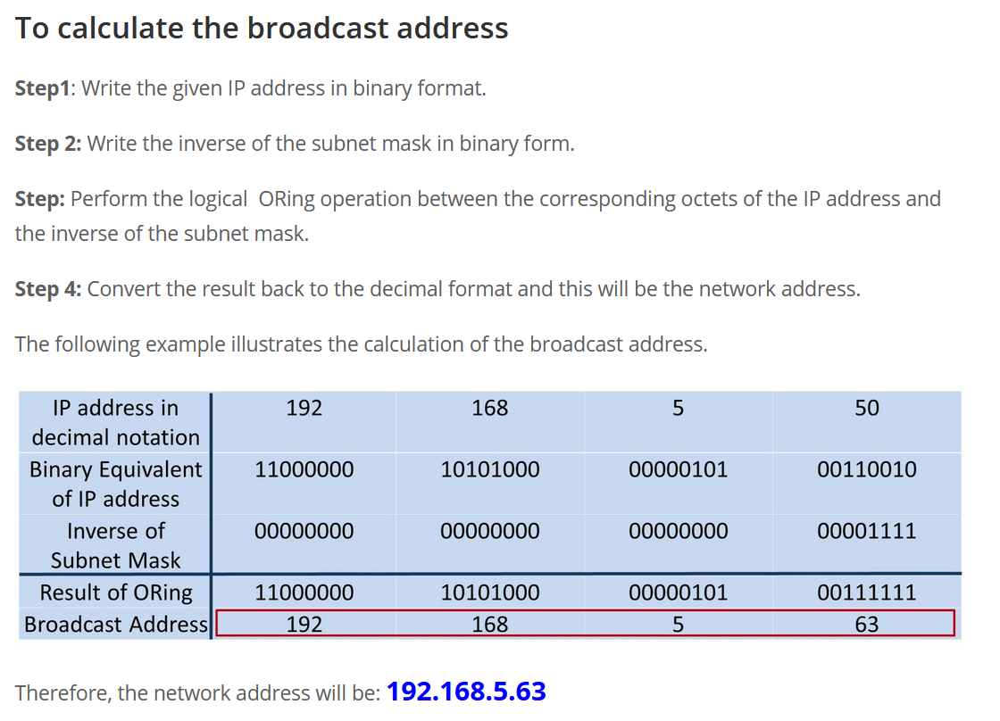 To calculate the broadcast address
Step1: Write the given IP address in binary format.
Step 2: Write the inverse of the subnet mask in binary form.
Step: Perform the logical  ORing operation between the corresponding octets of the IP address and
the inverse of the subnet mask.
Step 4: Convert the result back to the decimal format and this will be the network address.
The following example illustrates the calculation of the broadcast address.
IP address in
decimal notation
192 168 5 50
Binary Equivalent
of IP address
11000000 10101000 00000101 00110010
Inverse of
Subnet Mask
00000000 00000000 00000000 00001111
Result of ORing 11000000 10101000 00000101 00111111
Broadcast Address 192 168 5 63
Therefore, the network address will be: 192.168.5.63